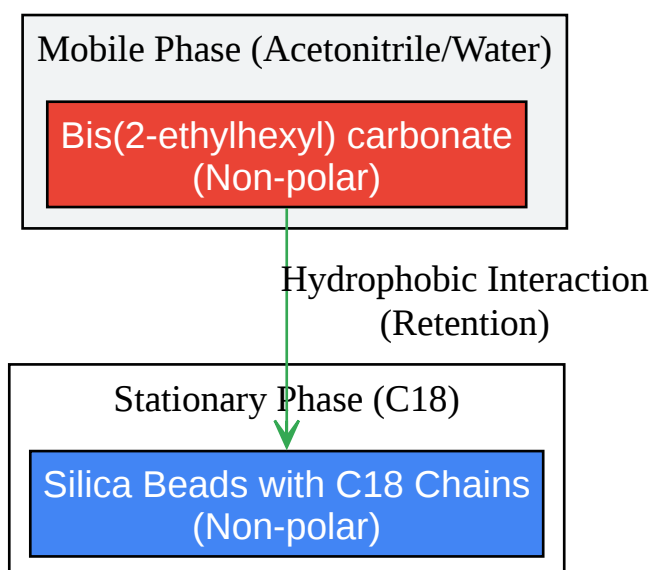 Mobile Phase (Acetonitrile/Water)
Bis(2-ethylhexyl) carbonate
(Non-polar)
Hydrophobic Interaction
(Retention)
Stationary Phase (C18)
Silica Beads with C18 Chains
(Non-polar)